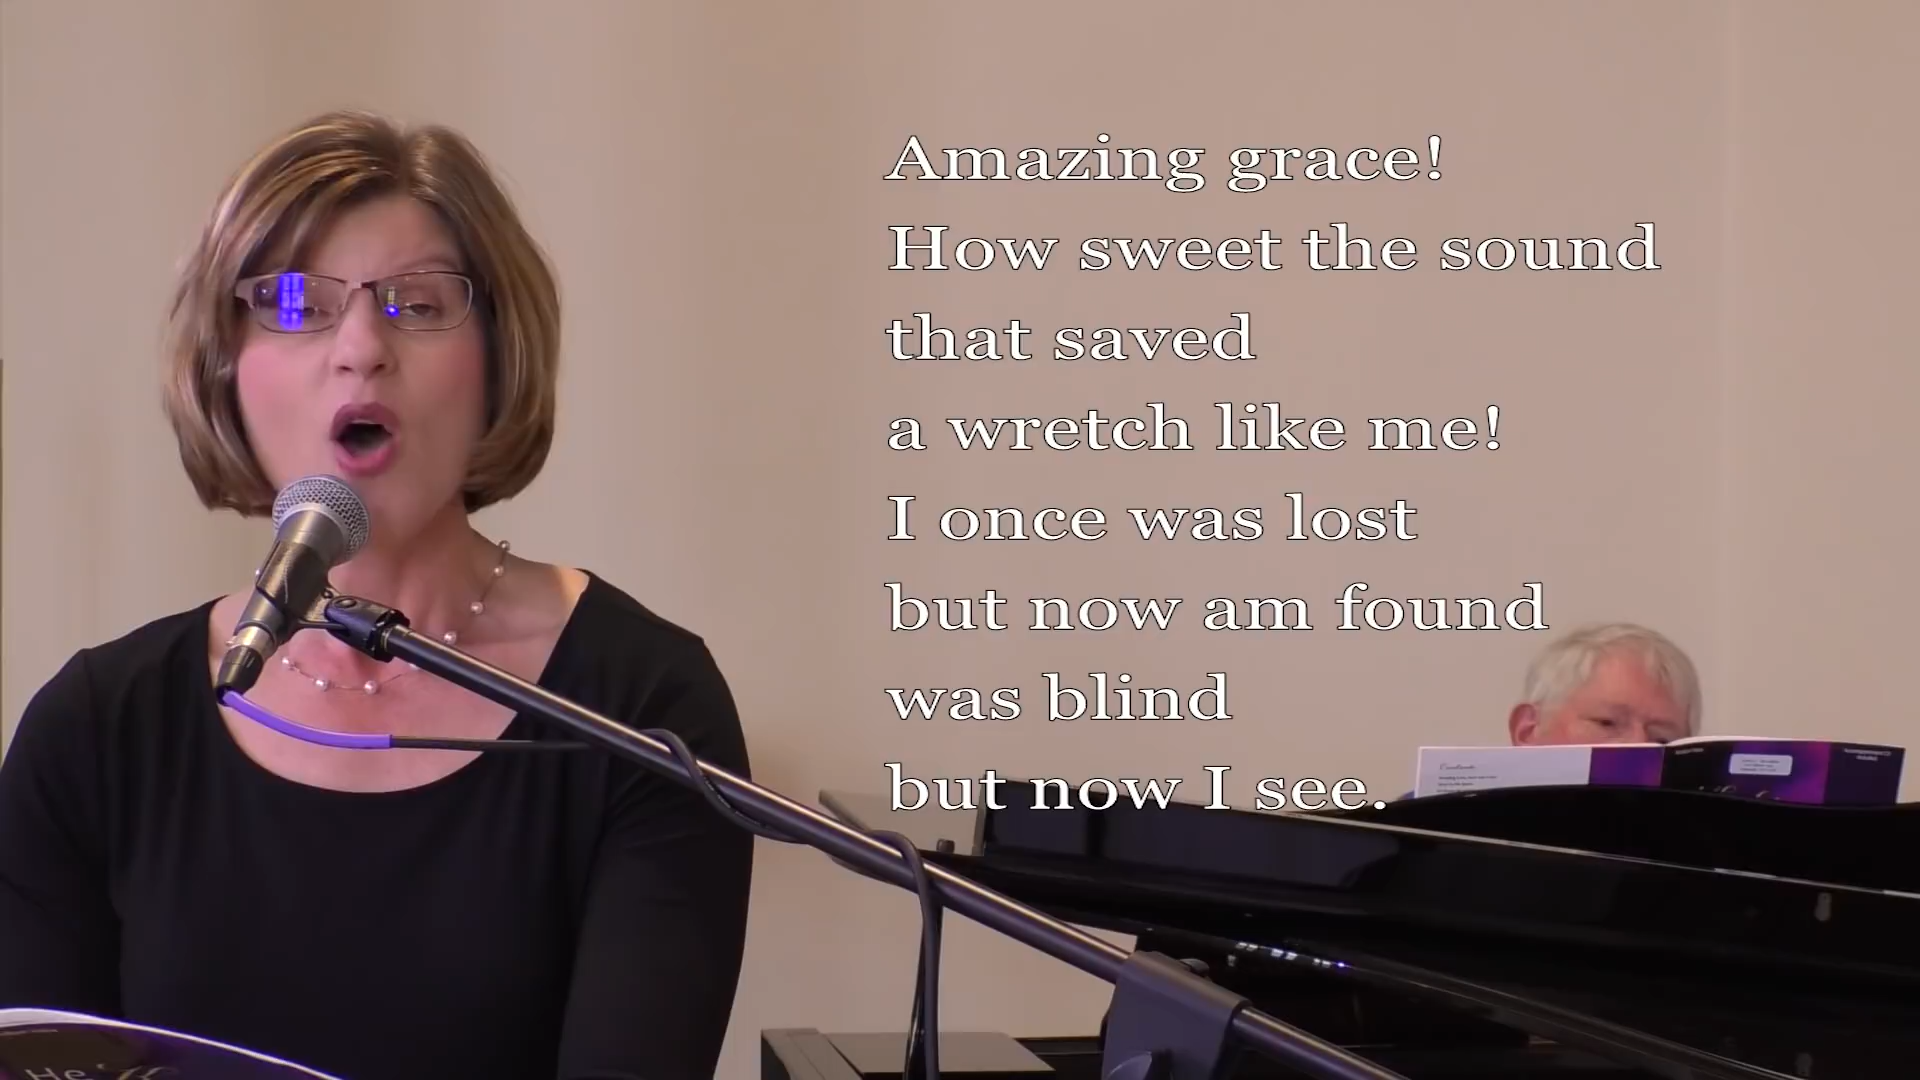 Amazing grace!
How sweet the sound
that saved
a wretch like me!
I once was lost
but now am found
was blind
but now I see.
He